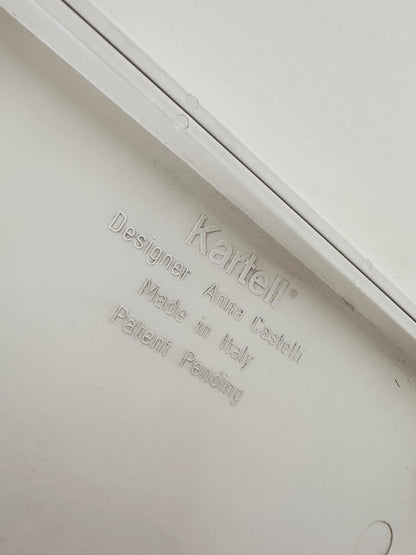 Kartell®
Designer Anna Castelli
Made in Italy
Patent Pending